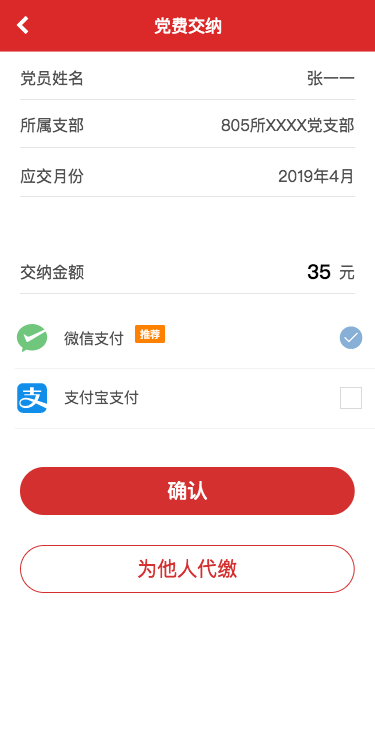 党费交纳
党员姓名 张一一
所属支部 805所XXXX党支部
应交月份 2019年4月
交纳金额 35 元
微信支付 推荐
支 支付宝支付
确认
为他人代缴